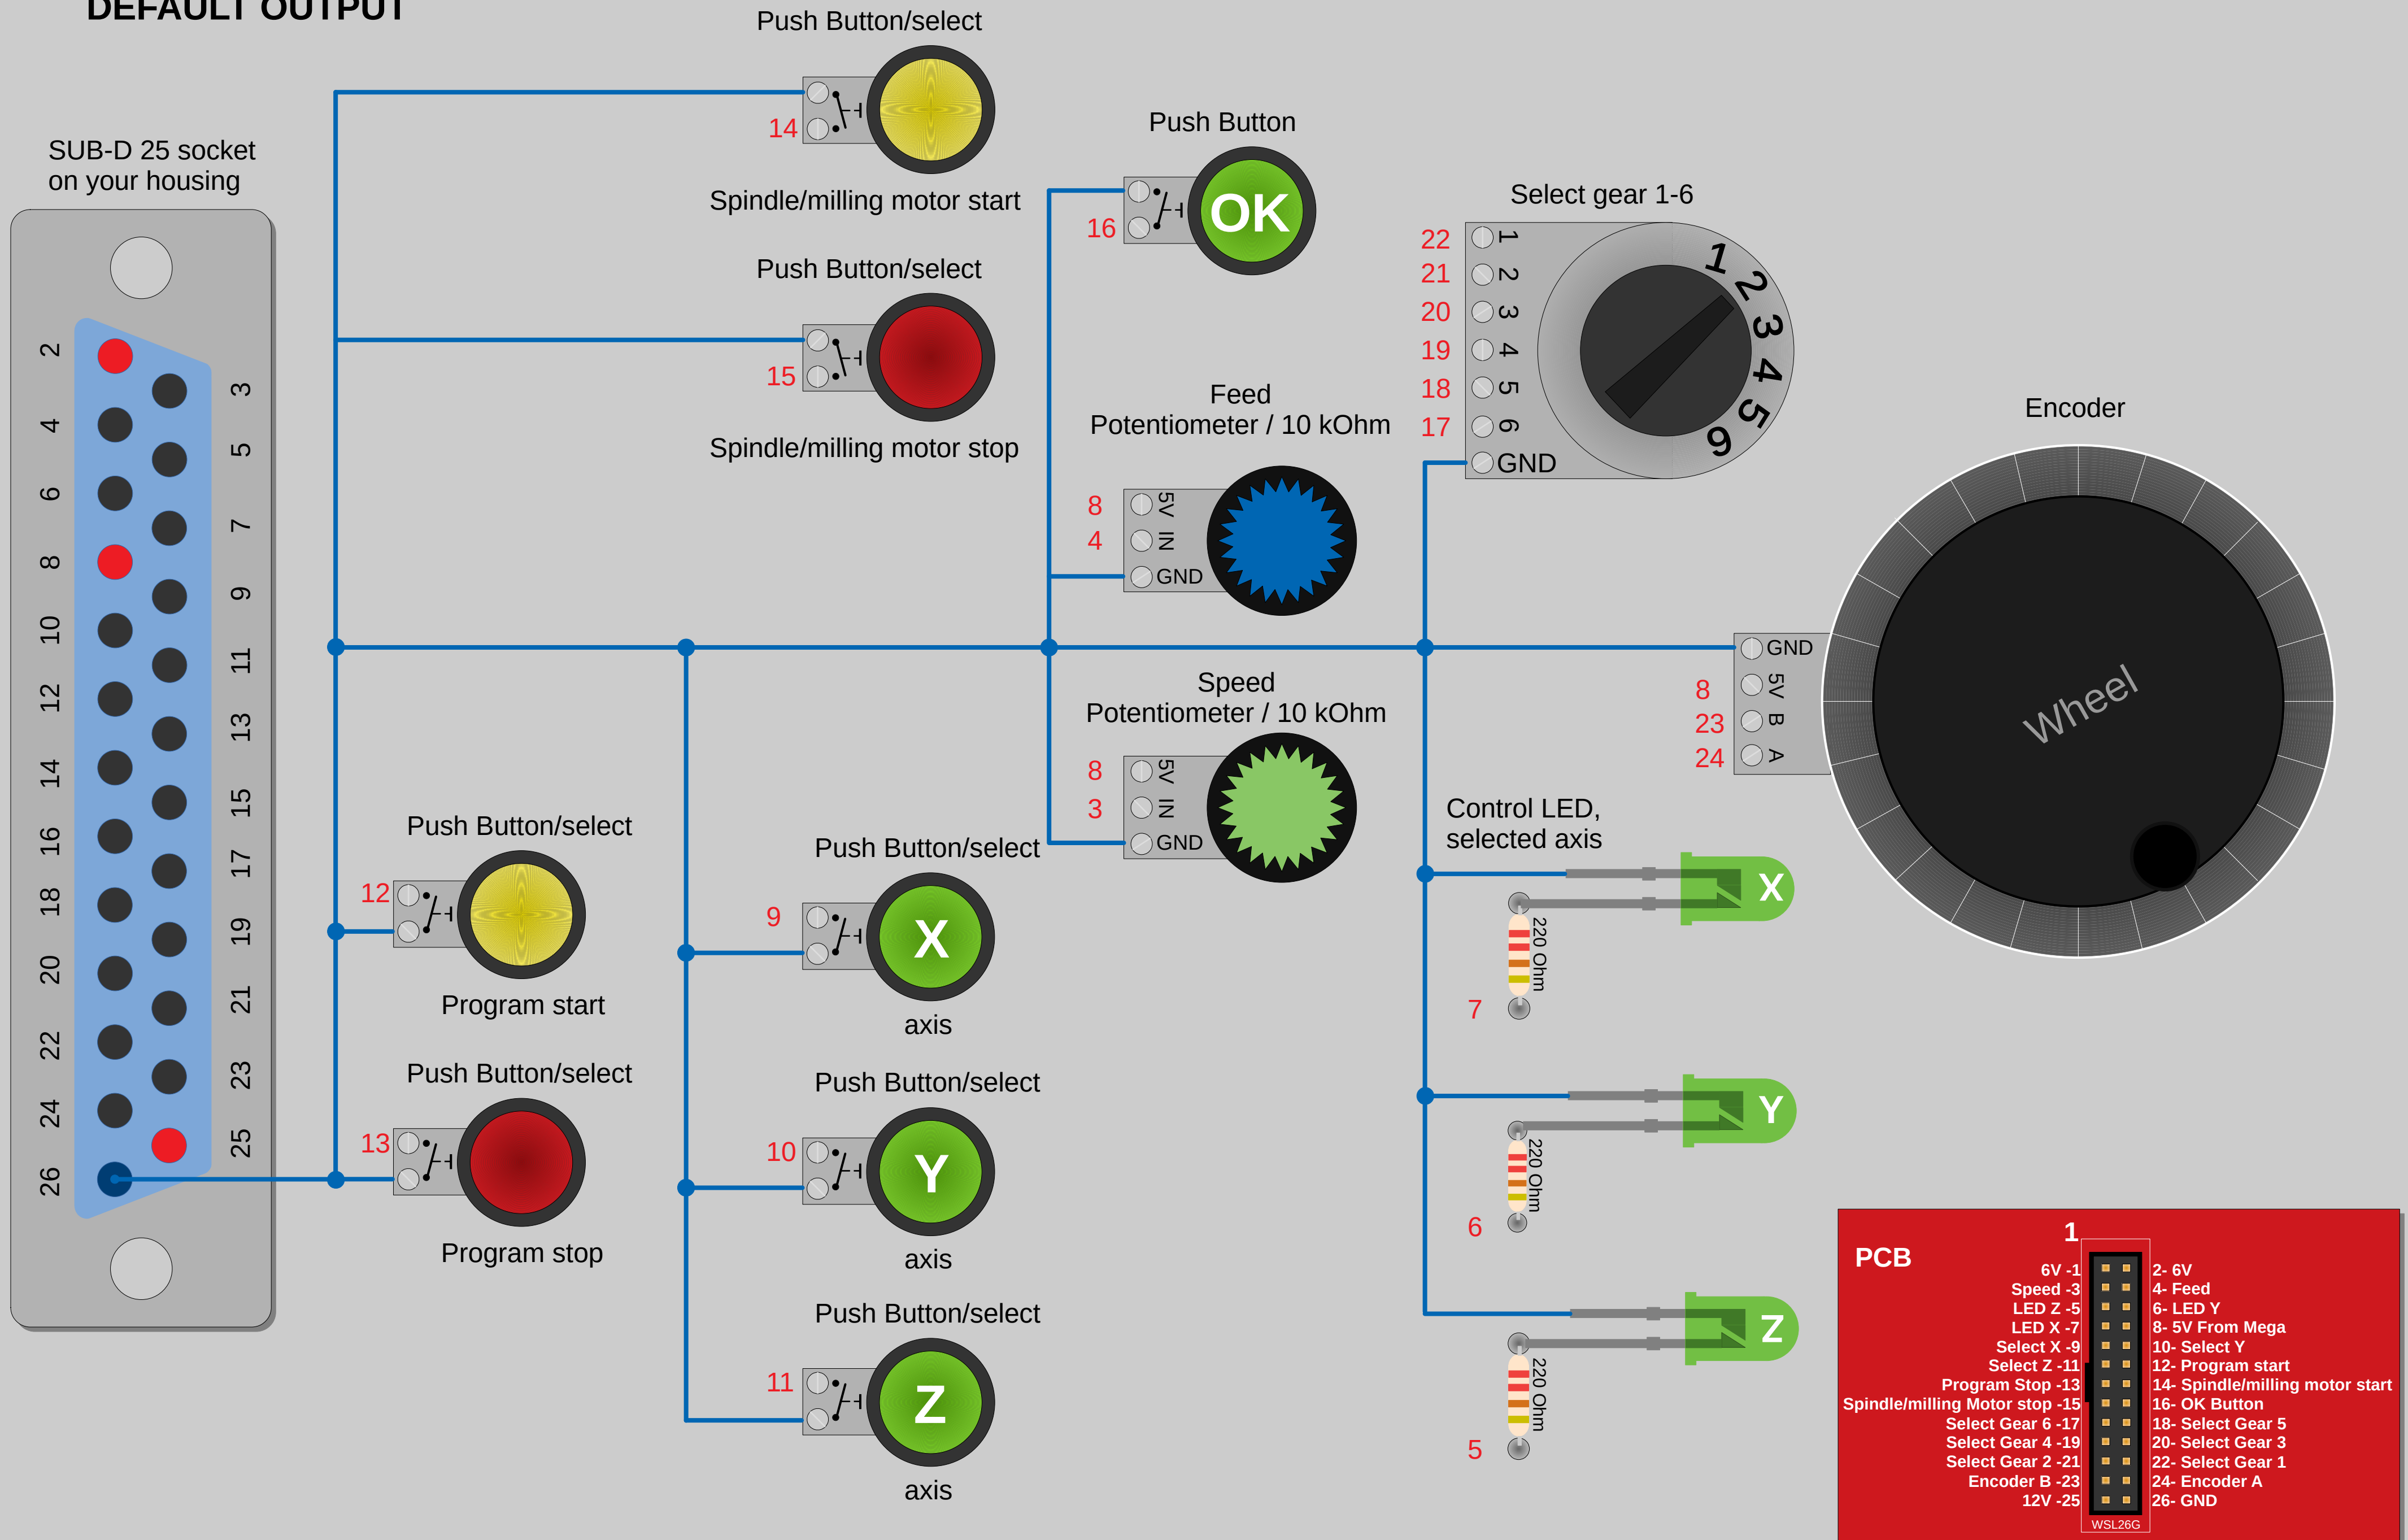 DEFAULT OUTPUT
SUB-D 25 socket
on your housing
2
3
4
5
6
7
8
9
10
11
12
13
14
15
16
17
18
19
20
21
22
23
24
25
26
Push Button/select
14
Spindle/milling motor start
Push Button/select
15
Spindle/milling motor stop
Push Button/select
12
Program start
Push Button/select
13
Program stop
Push Button/select
9
X
axis
Push Button/select
10
Y
axis
Push Button/select
11
Z
axis
Push Button
16
OK
Feed
Potentiometer / 10 kOhm
8 5V
4 IN
GND
Speed
Potentiometer / 10 kOhm
8 5V
3 IN
GND
Select gear 1-6
22 1
21 2
20 3
19 4
18 5
17 6
GND
1
2
3
4
5
6
Encoder
GND
8 5V
23 B
24 A
Wheel
Control LED,
selected axis
X
220 Ohm
7
Y
220 Ohm
6
Z
220 Ohm
5
1
PCB
6V -1 2- 6V
Speed -3 4- Feed
LED Z -5 6- LED Y
LED X -7 8- 5V From Mega
Select X -9 10- Select Y
Select Z -11 12- Program start
Program Stop -13 14- Spindle/milling motor start
Spindle/milling Motor stop -15 16- OK Button
Select Gear 6 -17 18- Select Gear 5
Select Gear 4 -19 20- Select Gear 3
Select Gear 2 -21 22- Select Gear 1
Encoder B -23 24- Encoder A
12V -25 26- GND
WSL26G